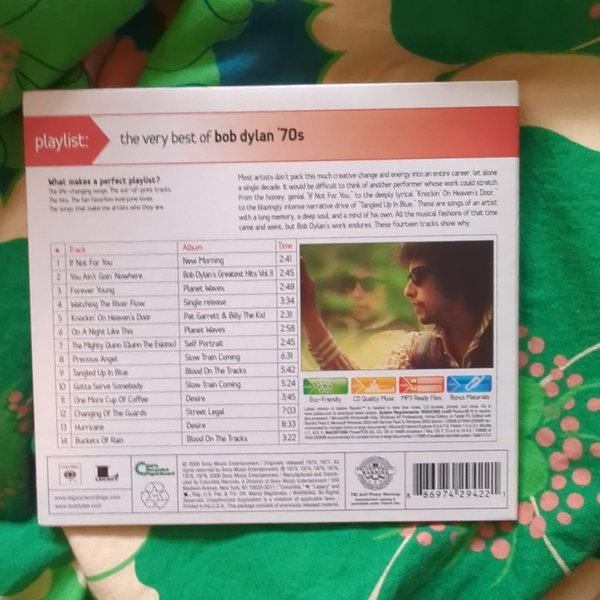 playlist:
the very best of bob dylan '70s
What makes a perfect playlist?
The life-changing songs. The out-of-print tracks.
The hits. The fan favorites everyone loves.
The songs that make the artists who they are.
Most artists don't pack this much creative change and energy into an entire career, let alone
a single decade. It would be difficult to think of another performer whose work could stretch
from the homey, genial "If Not For You," to the deeply lyrical "Knockin' On Heaven's Door,"
to the blazingly intense narrative drive of "Tangled Up In Blue." These are songs of an artist
with a long memory, a deep soul, and a mind of his own. All the musical fashions of that time
came and went, but Bob Dylan's work endures. These fourteen tracks show why.
Track Album Time
1 If Not For You New Morning 2:41
2 You Ain't Goin' Nowhere Bob Dylan's Greatest Hits Vol. II 2:45
3 Forever Young Planet Waves 2:48
4 Watching The River Flow Single release 3:34
5 Knockin' On Heaven's Door Pat Garrett & Billy The Kid 2:31
6 On A Night Like This Planet Waves 2:58
7 The Mighty Quinn (Quinn The Eskimo) Self Portrait 2:45
8 Precious Angel Slow Train Coming 6:31
9 Tangled Up In Blue Blood On The Tracks 5:42
10 Gotta Serve Somebody Slow Train Coming 5:24
11 One More Cup Of Coffee Desire 3:45
12 Changing Of The Guards Street Legal 7:03
13 Hurricane Desire 8:33
14 Buckets Of Rain Blood On The Tracks 3:22
Eco-Friendly CD Quality Music MP3 Ready Files Bonus Materials
COLUMBIA
Legacy
www.legacyrecordings.com
www.bobdylan.com
FBI Anti-Piracy Warning:
8 86974 29422 1